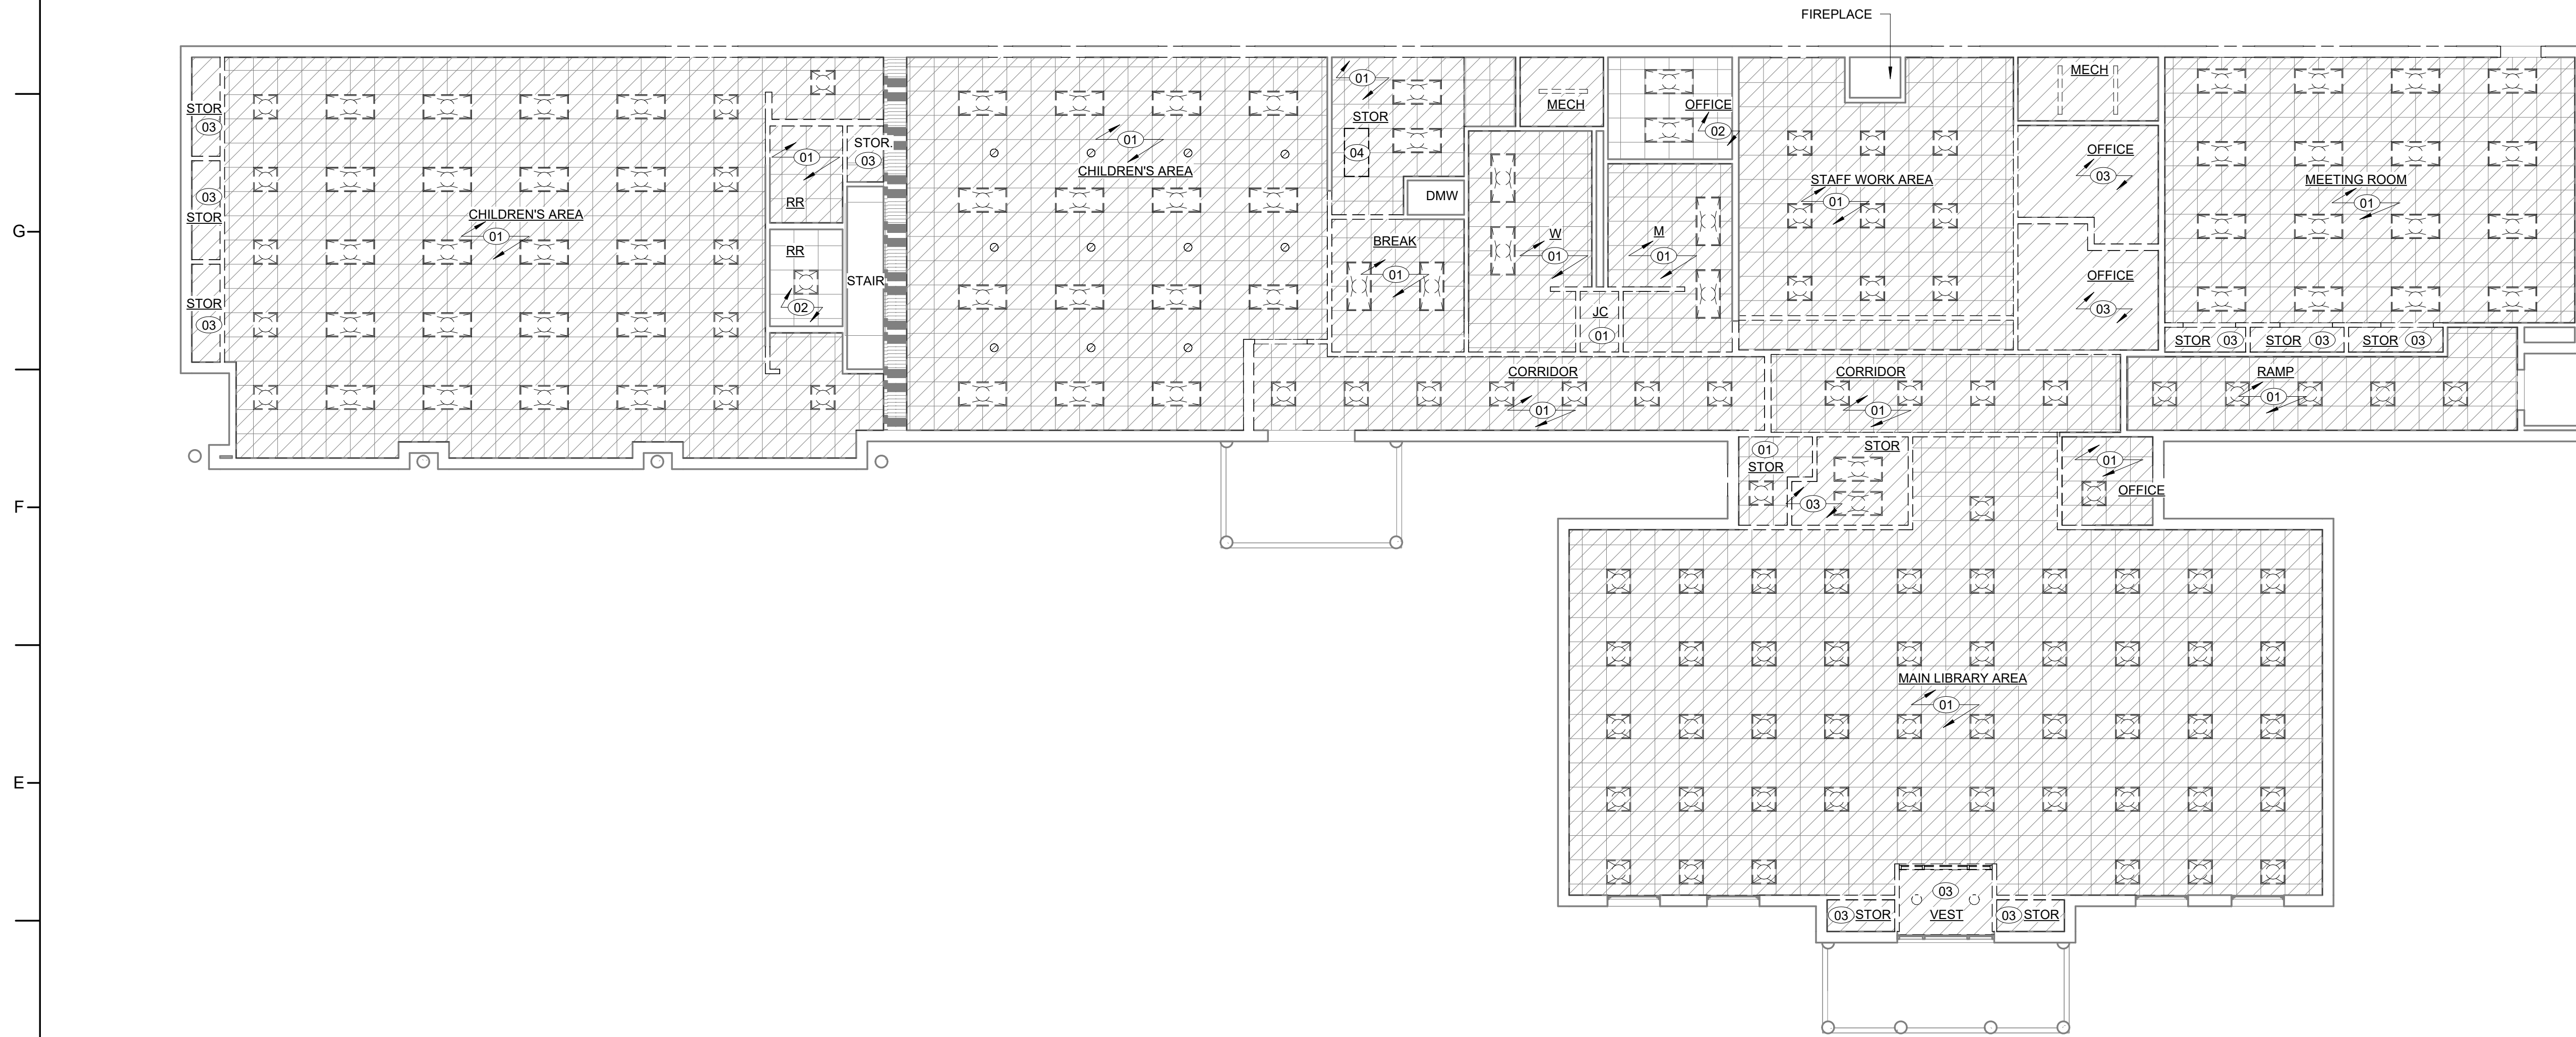 FIREPLACE
STOR
03
03
STOR
STOR
03
CHILDREN'S AREA
01
01
RR
STOR.
03
RR
02
STAIR
01
CHILDREN'S AREA
01
STOR
04
DMW
BREAK
01
MECH
OFFICE
02
W
01
M
01
JC
01
STAFF WORK AREA
01
MECH
OFFICE
03
OFFICE
03
MEETING ROOM
01
STOR 03
STOR 03
STOR 03
CORRIDOR
01
CORRIDOR
01
RAMP
01
01
STOR
STOR
03
01
OFFICE
MAIN LIBRARY AREA
01
03
VEST
03 STOR
03 STOR
G
F
E